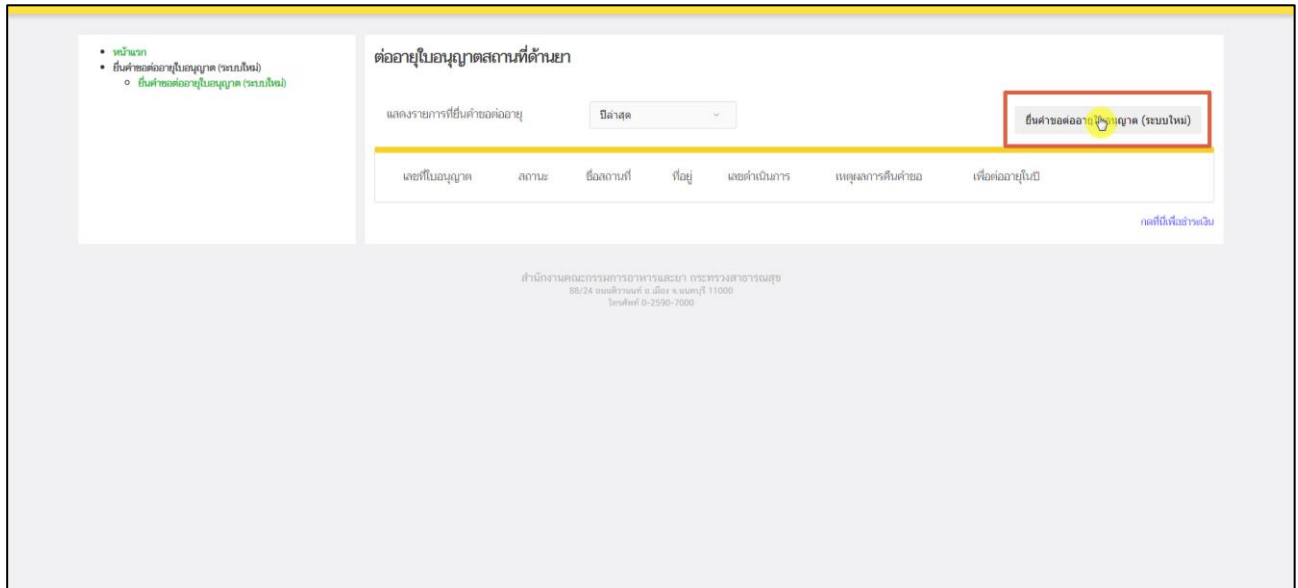 หน้าแรก
ยื่นคำขอต่ออายุใบอนุญาต (ระบบใหม่)
ยื่นคำขอต่ออายุใบอนุญาต (ระบบใหม่)
ต่ออายุใบอนุญาตสถานที่ด้านยา
แสดงรายการที่ยื่นคำขอต่ออายุ
ปีล่าสุด
ยื่นคำขอต่ออายุใบอนุญาต (ระบบใหม่)
เลขที่ใบอนุญาต สถานะ ชื่อสถานที่ ที่อยู่ เลขดำเนินการ เหตุผลการคืนคำขอ เพื่อต่ออายุในปี
กดที่นี่เพื่อชำระเงิน
สำนักงานคณะกรรมการอาหารและยา กระทรวงสาธารณสุข
88/24 ถนนติวานนท์ อ.เมือง จ.นนทบุรี 11000
โทรศัพท์ 0-2590-7000